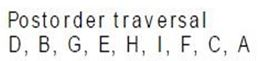 Postorder traversal
D, B, G, E, H, I, F, C, A